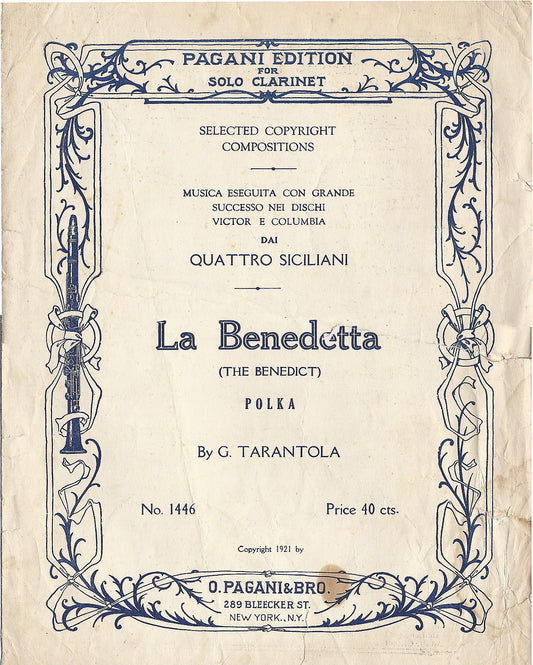 PAGANI EDITION
FOR
SOLO CLARINET
SELECTED COPYRIGHT
COMPOSITIONS
MUSICA ESEGUITA CON GRANDE
SUCCESSO NEI DISCHI
VICTOR E COLUMBIA
DAI
QUATTRO SICILIANI
La Benedetta
(THE BENEDICT)
POLKA
By G. TARANTOLA
No. 1446 Price 40 cts.
Copyright 1921 by
O. PAGANI & BRO.
289 BLEECKER ST.
NEW YORK., N.Y.